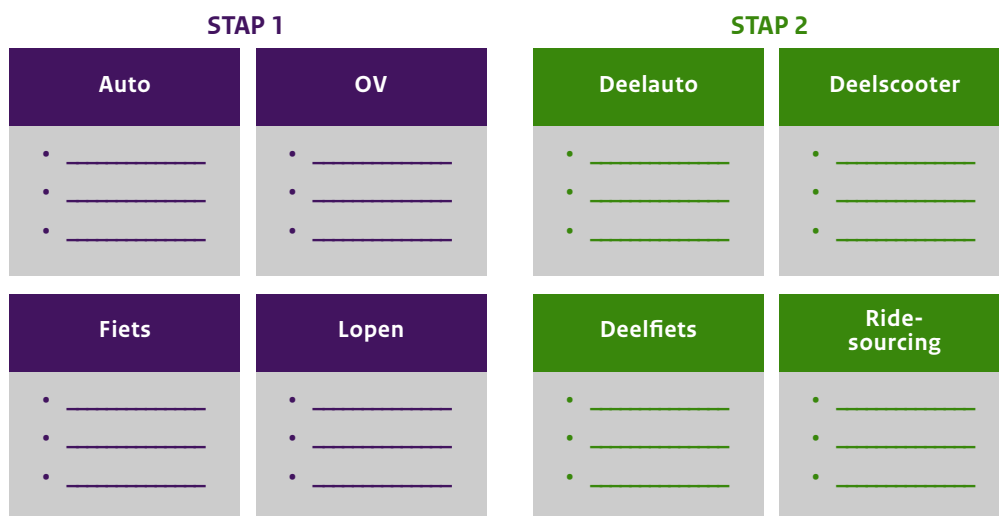 STAP 1
Auto
OV
Fiets
Lopen
STAP 2
Deelauto
Deelscooter
Deelfiets
Ride-
sourcing